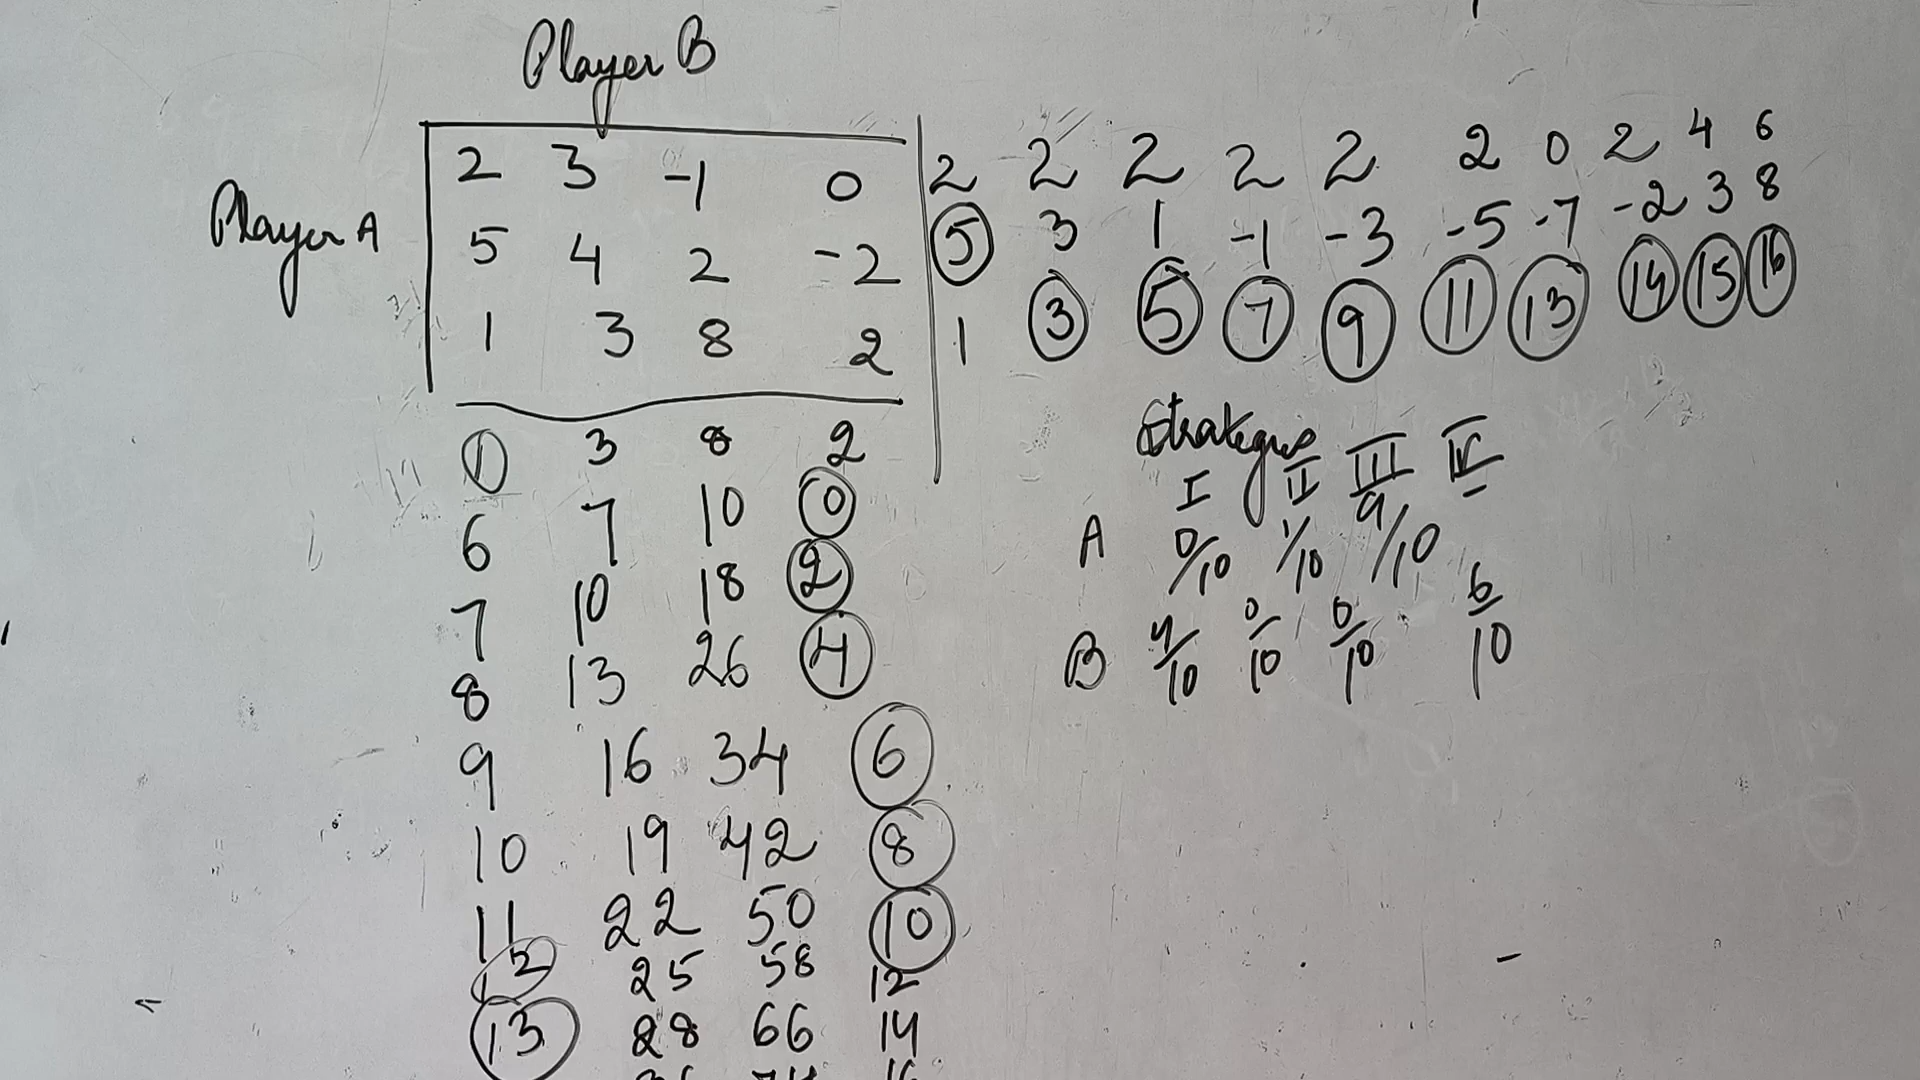 Player B
2 3 -1 0 2 2 2 2 2 2 0 2 4 6
Player A 5 4 2 -2 5 3 1 -1 -3 -5 -7 -2 3 8
1 3 8 2 1 3 5 7 9 11 13 14 15 16
1 3 8 2
6 7 10 0
7 10 18 2
8 13 26 4
9 16 34 6
10 19 42 8
11 22 50 10
12 25 58 12
13 28 66 14
I II III IV
A 0/10 1/10 9/10
B 4/10 0/10 0/10 6/10